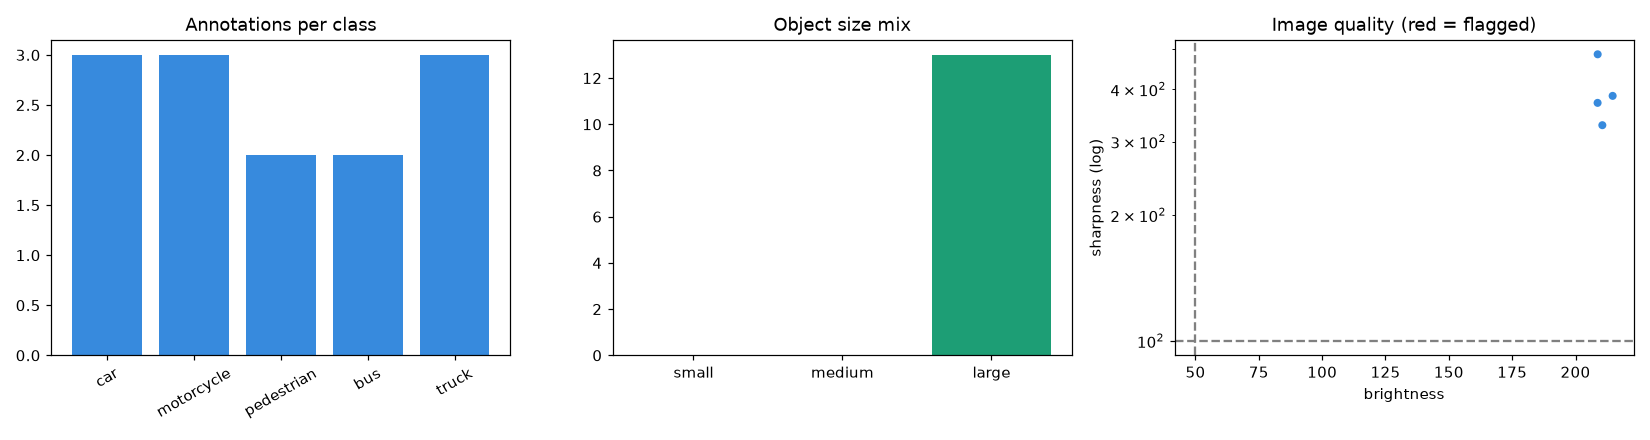 Annotations per class
3.0
2.5
2.0
1.5
1.0
0.5
0.0
car
motorcycle
pedestrian
bus
truck
Object size mix
12
10
8
6
4
2
0
small
medium
large
Image quality (red = flagged)
sharpness (log)
4 × 10²
3 × 10²
2 × 10²
10²
50
75
100
125
150
175
200
brightness